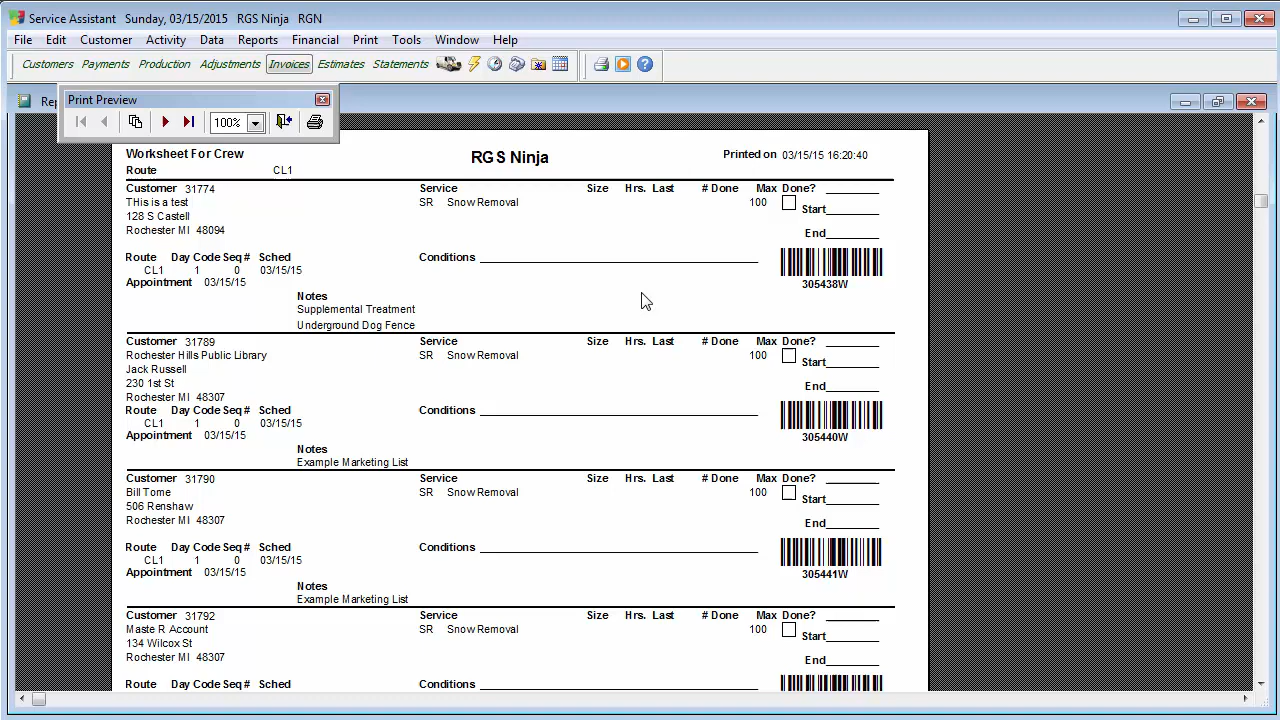 Service Assistant Sunday, 03/15/2015 RGS Ninja RGN
File Edit Customer Activity Data Reports Financial Print Tools Window Help
Customers Payments Production Adjustments Invoices Estimates Statements
Print Preview
100%
Worksheet For Crew RGS Ninja Printed on 03/15/15 16:20:40
Route CL1
Customer 31774 Service Size Hrs. Last # Done Max Done?
THis is a test SR Snow Removal 100
128 S Castell Start
Rochester MI 48094 End
Route Day Code Seq # Sched Conditions
CL1 1 0 03/15/15
Appointment 03/15/15 305438W
Notes
Supplemental Treatment
Underground Dog Fence
Customer 31789 Service Size Hrs. Last # Done Max Done?
Rochester Hills Public Library SR Snow Removal 100
Jack Russell Start
230 1st St End
Rochester MI 48307
Route Day Code Seq # Sched Conditions
CL1 1 0 03/15/15
Appointment 03/15/15 305440W
Notes
Example Marketing List
Customer 31790 Service Size Hrs. Last # Done Max Done?
Bill Tome SR Snow Removal 100
506 Renshaw Start
Rochester MI 48307 End
Route Day Code Seq # Sched Conditions
CL1 1 0 03/15/15
Appointment 03/15/15 305441W
Notes
Example Marketing List
Customer 31792 Service Size Hrs. Last # Done Max Done?
Maste R Account SR Snow Removal 100
134 Wilcox St Start
Rochester MI 48307 End
Route Day Code Seq # Sched Conditions